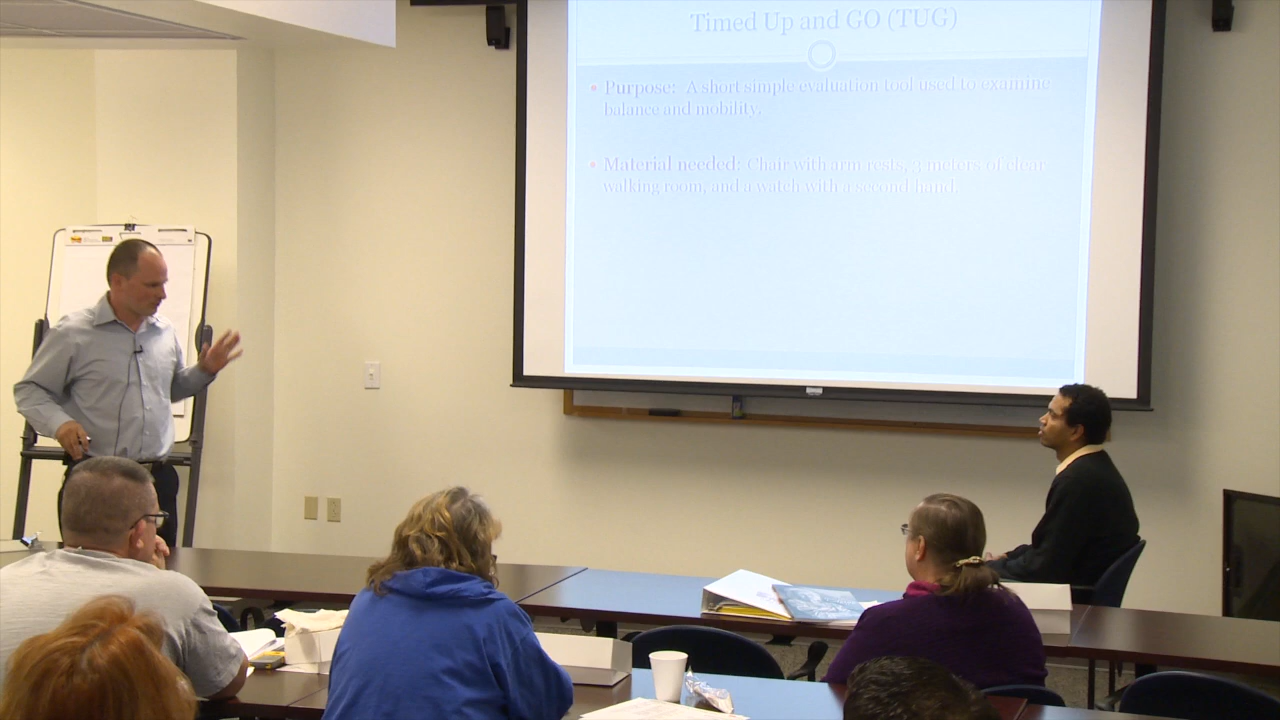 Timed Up and GO (TUG)
• Purpose: A short simple evaluation tool used to examine
balance and mobility.
• Material needed: Chair with arm rests, 3 meters of clear
walking room, and a watch with a second hand.